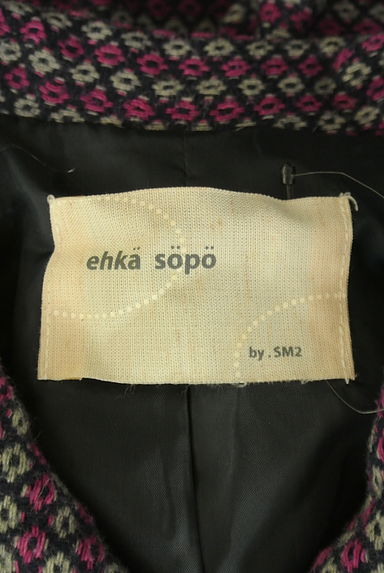 ehkä söpö
by . SM2